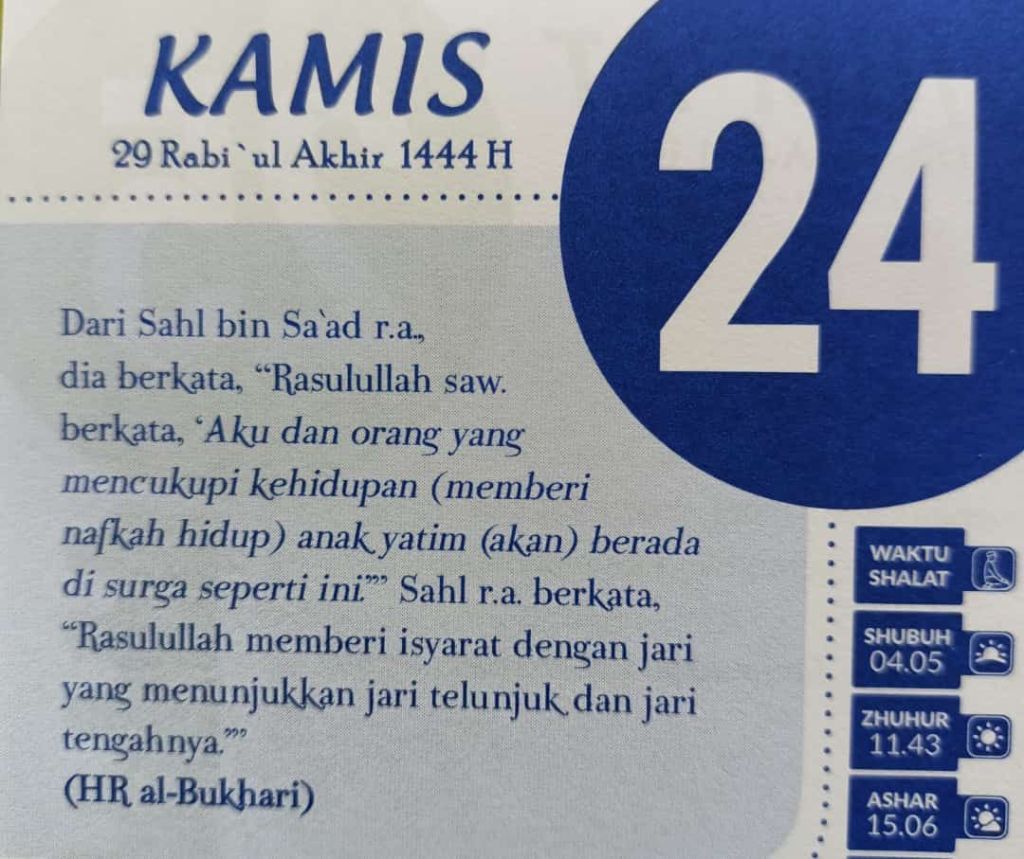 KAMIS
29 Rabi`ul Akhir 1444 H
24
Dari Sahl bin Sa`ad r.a.,
dia berkata, “Rasulullah saw.
berkata, ‘Aku dan orang yang
mencukupi kehidupan (memberi
nafkah hidup) anak yatim (akan) berada
di surga seperti ini.’” Sahl r.a. berkata,
“Rasulullah memberi isyarat dengan jari
yang menunjukkan jari telunjuk dan jari
tengahnya.””
(HR al-Bukhari)
WAKTU
SHALAT
SHUBUH
04.05
ZHUHUR
11.43
ASHAR
15.06